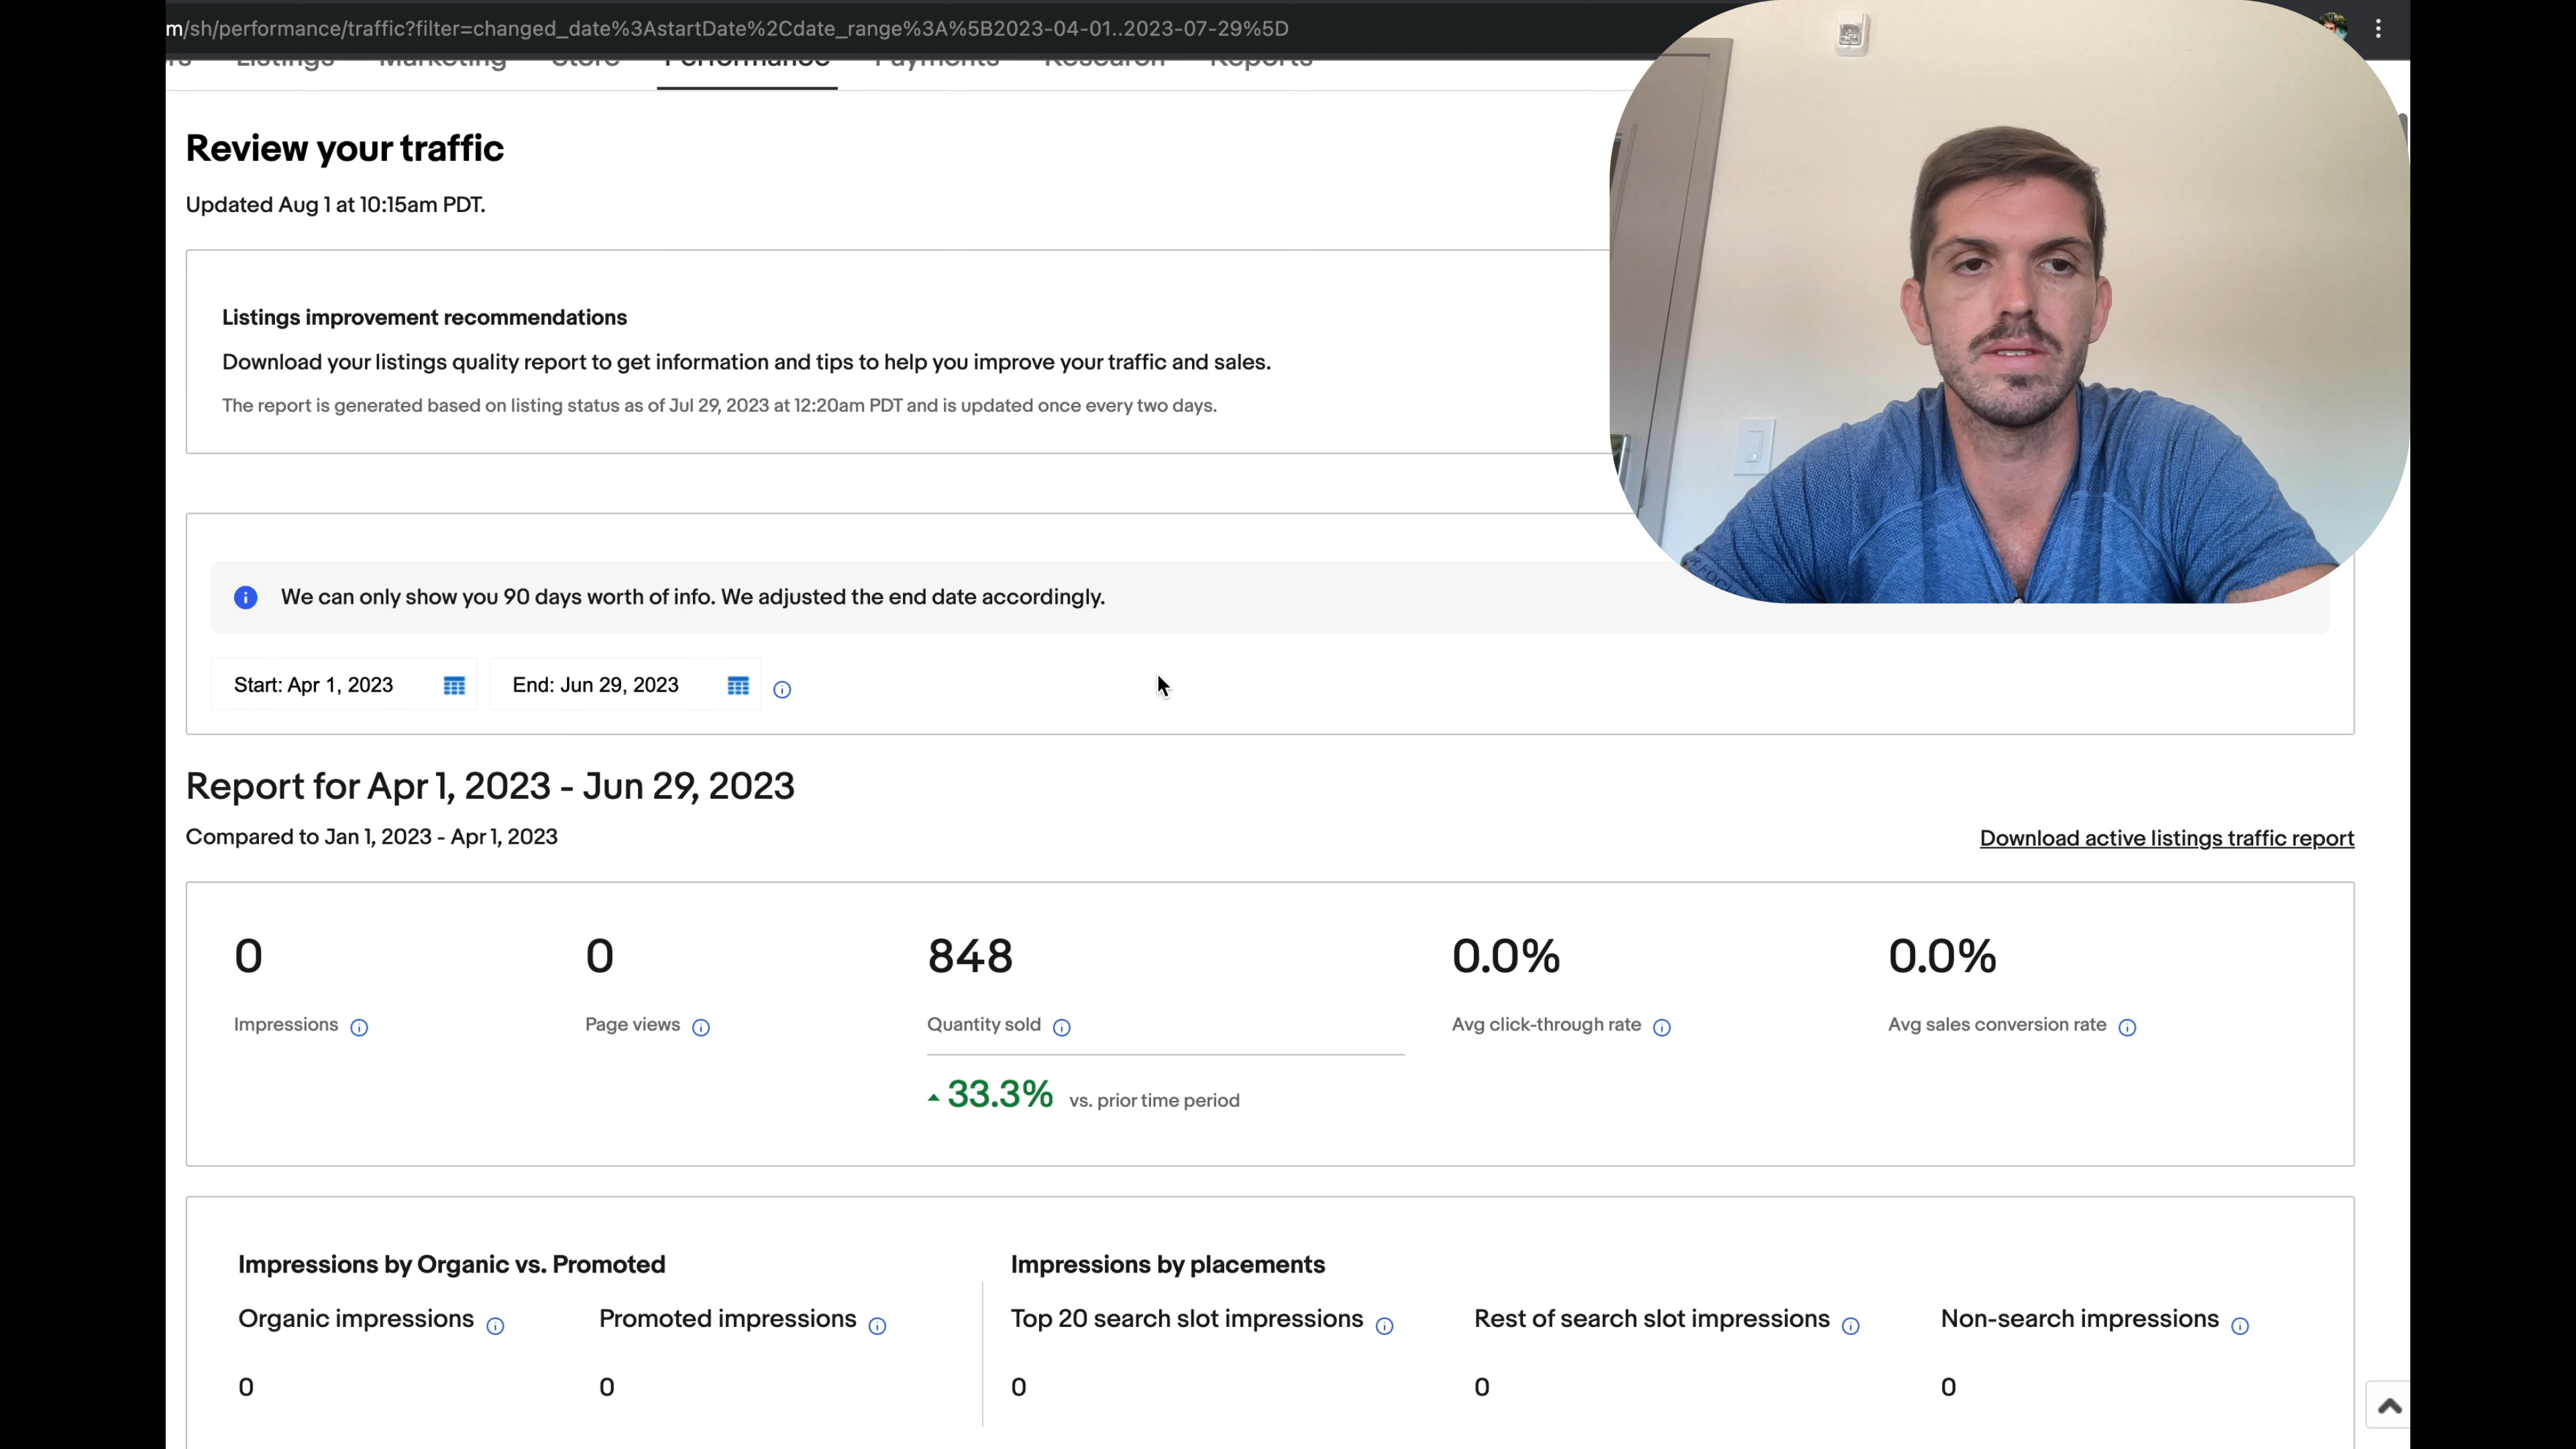 m/sh/performance/traffic?filter=changed_date%3AstartDate%2Cdate_range%3A%5B2023-04-01..2023-07-29%5D
Listings Marketing Store Performance Payments Research Reports
Review your traffic
Updated Aug 1 at 10:15am PDT.
Listings improvement recommendations
Download your listings quality report to get information and tips to help you improve your traffic and sales.
The report is generated based on listing status as of Jul 29, 2023 at 12:20am PDT and is updated once every two days.
We can only show you 90 days worth of info. We adjusted the end date accordingly.
Start: Apr 1, 2023 End: Jun 29, 2023
Report for Apr 1, 2023 - Jun 29, 2023
Compared to Jan 1, 2023 - Apr 1, 2023
Download active listings traffic report
0 0 848 0.0% 0.0%
Impressions Page views Quantity sold Avg click-through rate Avg sales conversion rate
33.3% vs. prior time period
Impressions by Organic vs. Promoted Impressions by placements
Organic impressions Promoted impressions Top 20 search slot impressions Rest of search slot impressions Non-search impressions
0 0 0 0 0